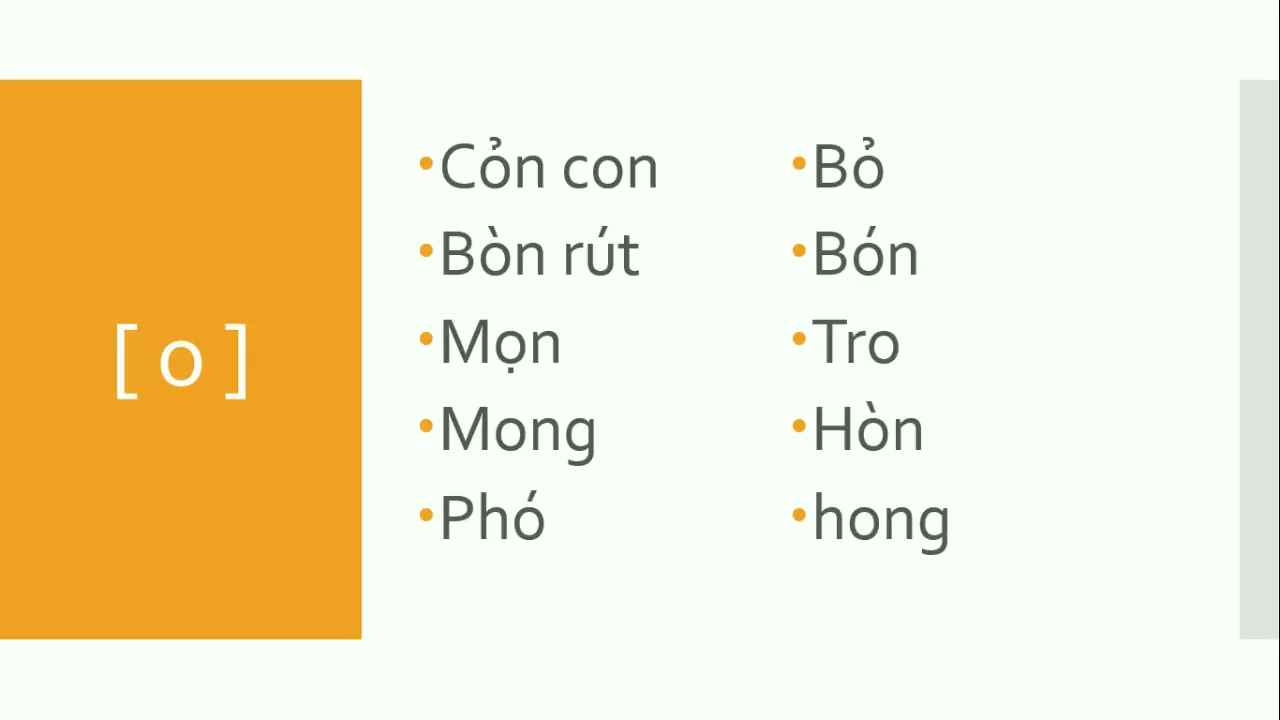 [ o ]
•Cỏn con
•Bòn rút
•Mọn
•Mong
•Phó
•Bỏ
•Bón
•Tro
•Hòn
•hong